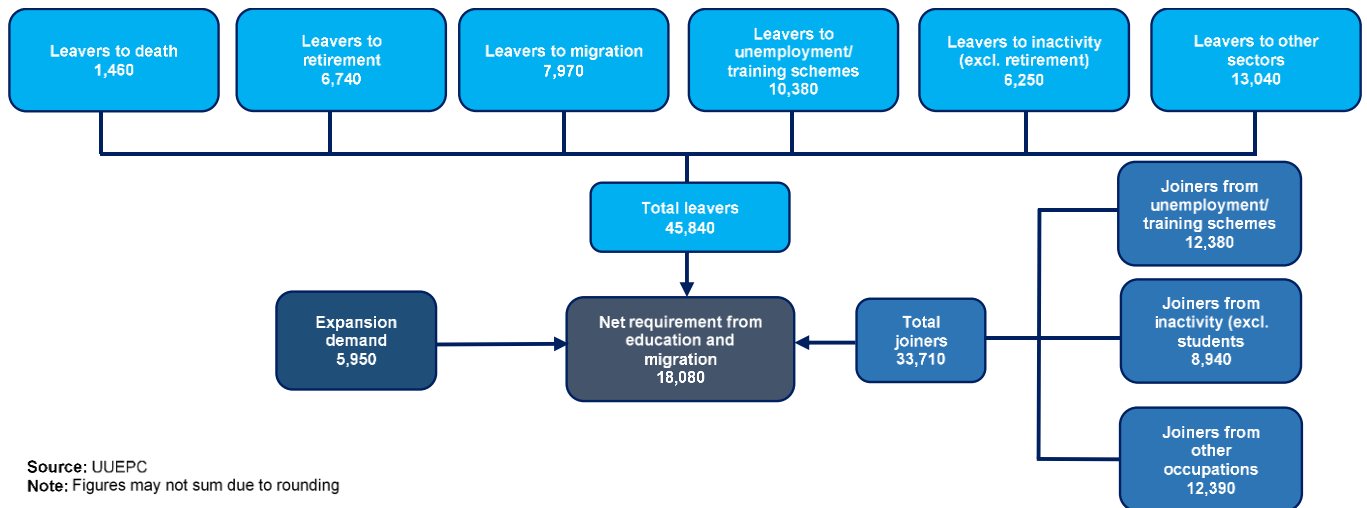 Leavers to death
1,460
Leavers to
retirement
6,740
Leavers to migration
7,970
Leavers to
unemployment/
training schemes
10,380
Leavers to inactivity
(excl. retirement)
6,250
Leavers to other
sectors
13,040
Total leavers
45,840
Joiners from
unemployment/
training schemes
12,380
Expansion
demand
5,950
Net requirement from
education and
migration
18,080
Total
joiners
33,710
Joiners from
inactivity (excl.
students
8,940
Joiners from
other
occupations
12,390
Source: UUEPC
Note: Figures may not sum due to rounding